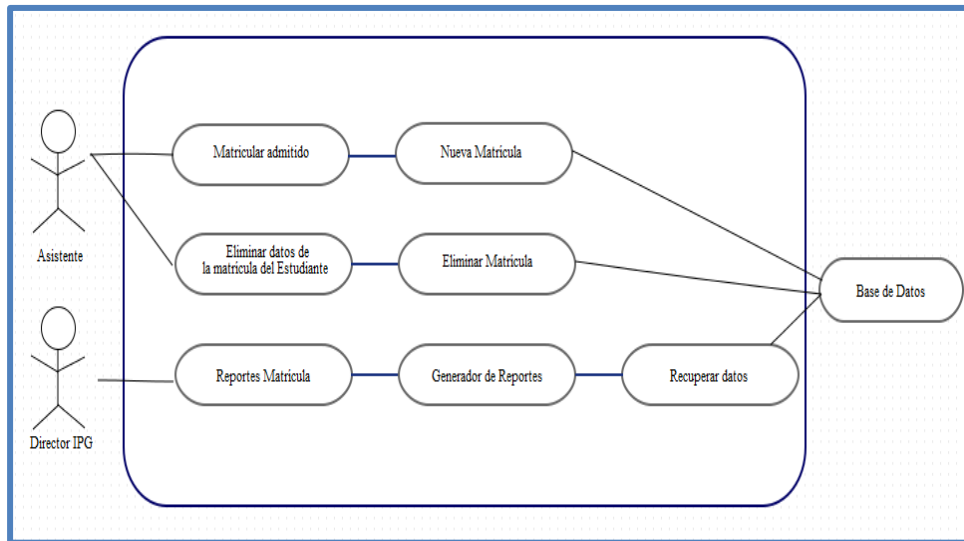 Matricular admitido
Nueva Matricula
Asistente
Eliminar datos de
la matricula del Estudiante
Eliminar Matricula
Base de Datos
Reportes Matricula
Generador de Reportes
Recuperar datos
Director IPG